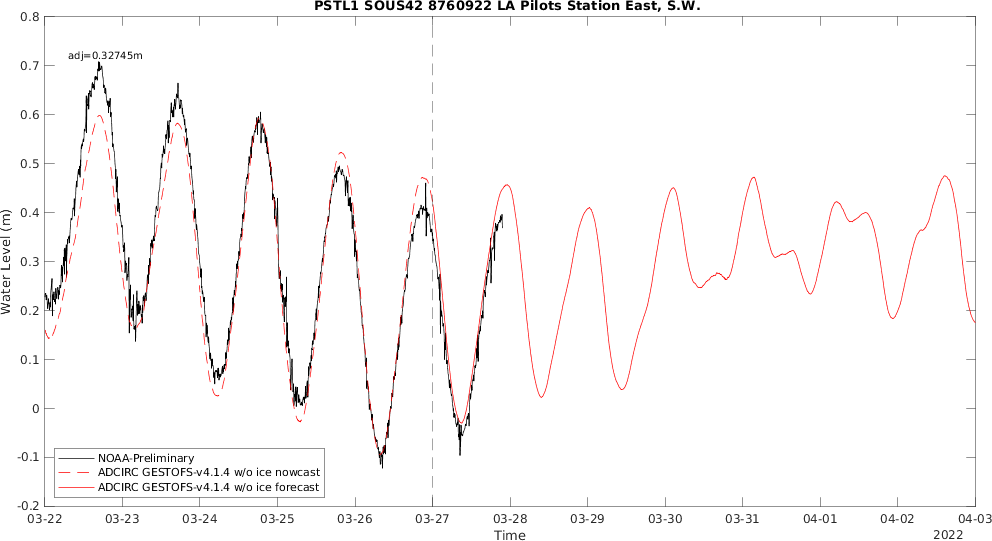 PSTL1 SOUS42 8760922 LA Pilots Station East, S.W.
adj=0.32745m
Water Level (m)
0.8
0.7
0.6
0.5
0.4
0.3
0.2
0.1
0
-0.1
-0.2
NOAA-Preliminary
ADCIRC GESTOFS-v4.1.4 w/o ice nowcast
ADCIRC GESTOFS-v4.1.4 w/o ice forecast
03-22 03-23 03-24 03-25 03-26 03-27 03-28 03-29 03-30 03-31 04-01 04-02 04-03
Time
2022